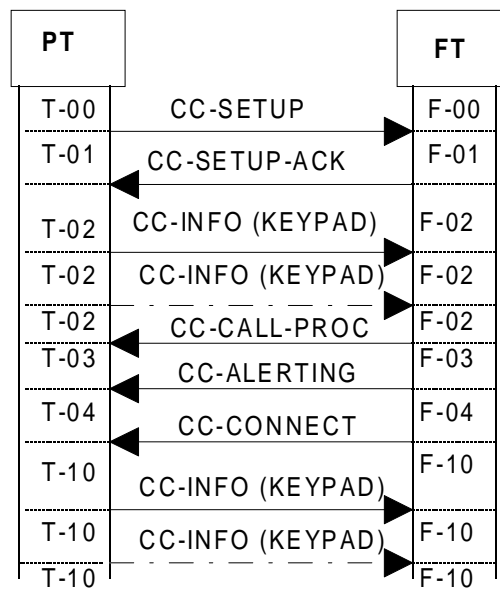 PT FT
T-00 CC-SETUP F-00
T-01 CC-SETUP-ACK F-01
T-02 CC-INFO (KEYPAD) F-02
T-02 CC-INFO (KEYPAD) F-02
T-02 CC-CALL-PROC F-02
T-03 CC-ALERTING F-03
T-04 CC-CONNECT F-04
T-10 CC-INFO (KEYPAD) F-10
T-10 CC-INFO (KEYPAD) F-10
T-10 F-10